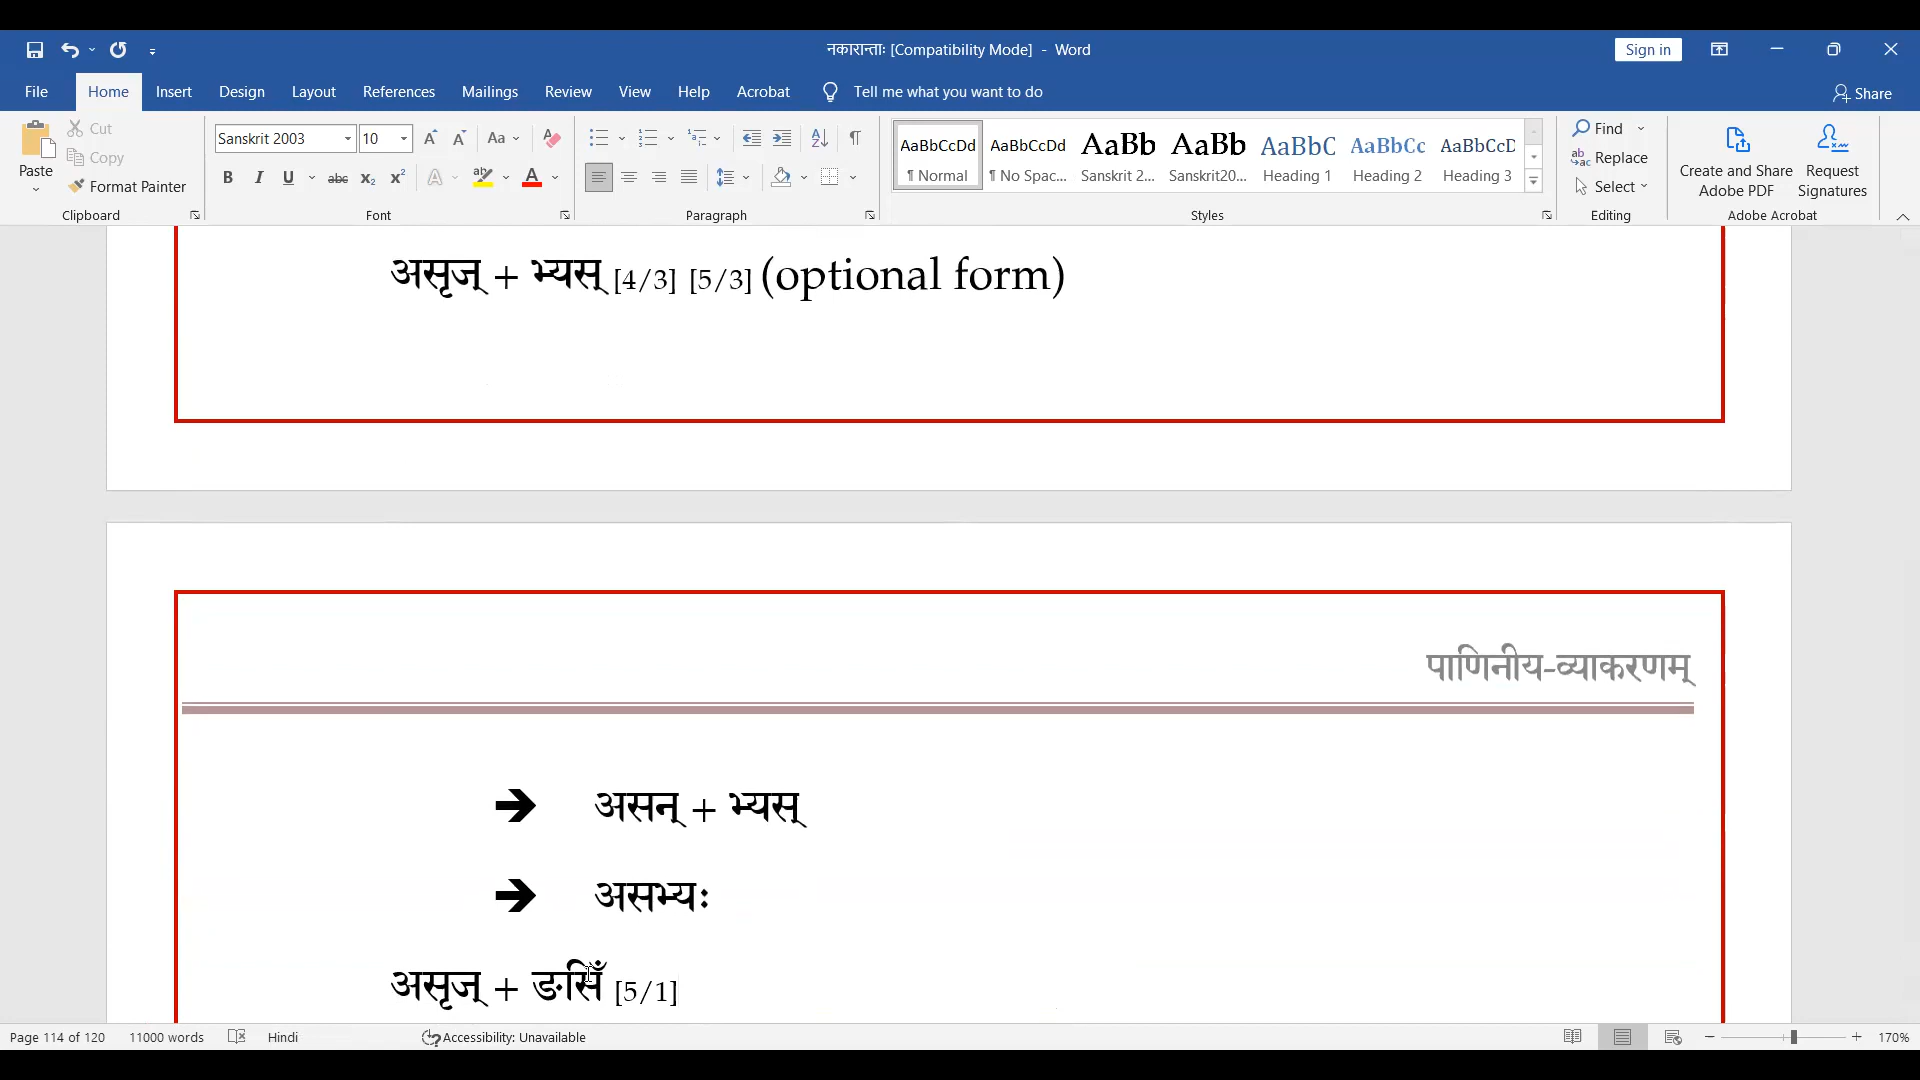 नकारान्ताः [Compatibility Mode] - Word
Sign in
File Home Insert Design Layout References Mailings Review View Help Acrobat Tell me what you want to do
Share
Paste
Cut
Copy
Format Painter
Clipboard
Sanskrit 2003
10
Font
Paragraph
AaBbCcDd AaBbCcDd AaBb AaBb AaBbC AaBbCc AaBbCcD
¶ Normal ¶ No Spac... Sanskrit 2... Sanskrit20... Heading 1 Heading 2 Heading 3
Styles
Find
Replace
Select
Editing
Create and Share
Adobe PDF
Request
Signatures
Adobe Acrobat
असृज् + भ्यस् [4/3] [5/3] (optional form)
पाणिनीय-व्याकरणम्
➔ असन् + भ्यस्
➔ असभ्यः
असृज् + ङसिँ [5/1]
Page 114 of 120 11000 words Hindi Accessibility: Unavailable 170%